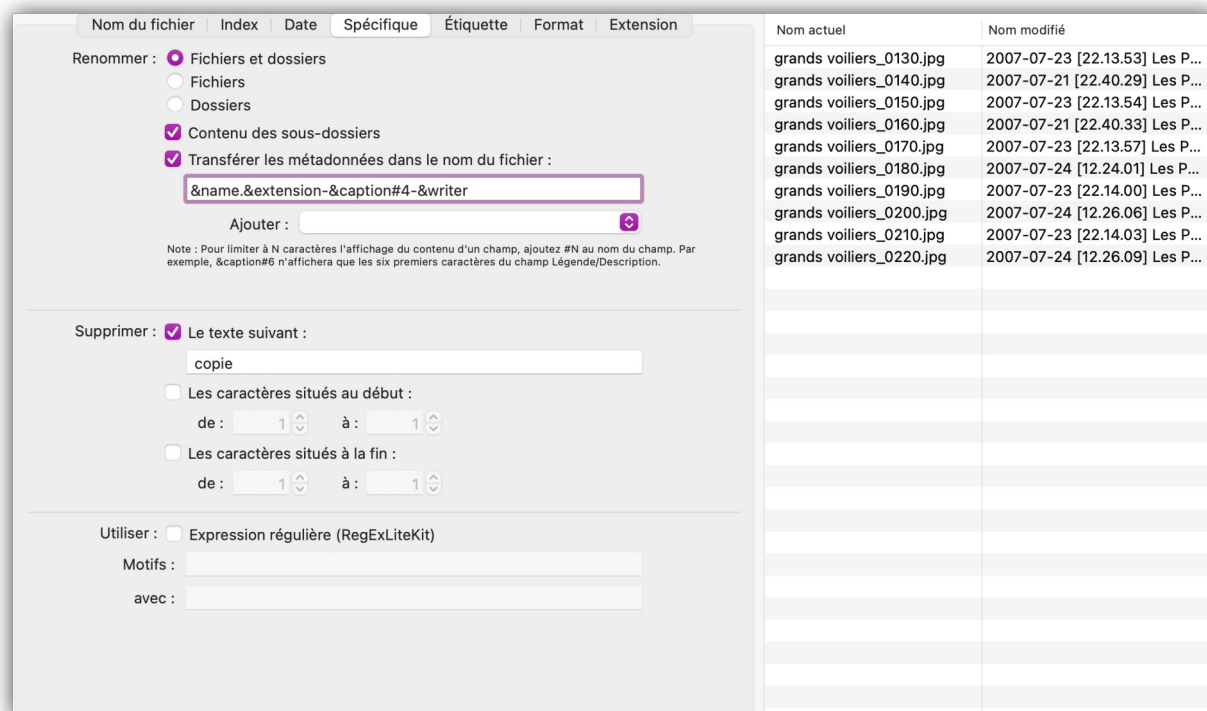 Nom du fichier Index Date Spécifique Étiquette Format Extension
Renommer : Fichiers et dossiers
Fichiers
Dossiers
Contenu des sous-dossiers
Transférer les métadonnées dans le nom du fichier :
&name.&extension-&caption#4-&writer
Ajouter :
Note : Pour limiter à N caractères l'affichage du contenu d'un champ, ajoutez #N au nom du champ. Par
exemple, &caption#6 n'affichera que les six premiers caractères du champ Légende/Description.
Supprimer : Le texte suivant :
copie
Les caractères situés au début :
de : 1 à : 1
Les caractères situés à la fin :
de : 1 à : 1
Utiliser : Expression régulière (RegExLiteKit)
Motifs :
avec :
Nom actuel Nom modifié
grands voiliers_0130.jpg 2007-07-23 [22.13.53] Les P...
grands voiliers_0140.jpg 2007-07-21 [22.40.29] Les P...
grands voiliers_0150.jpg 2007-07-23 [22.13.54] Les P...
grands voiliers_0160.jpg 2007-07-21 [22.40.33] Les P...
grands voiliers_0170.jpg 2007-07-23 [22.13.57] Les P...
grands voiliers_0180.jpg 2007-07-24 [12.24.01] Les P...
grands voiliers_0190.jpg 2007-07-23 [22.14.00] Les P...
grands voiliers_0200.jpg 2007-07-24 [12.26.06] Les P...
grands voiliers_0210.jpg 2007-07-23 [22.14.03] Les P...
grands voiliers_0220.jpg 2007-07-24 [12.26.09] Les P...